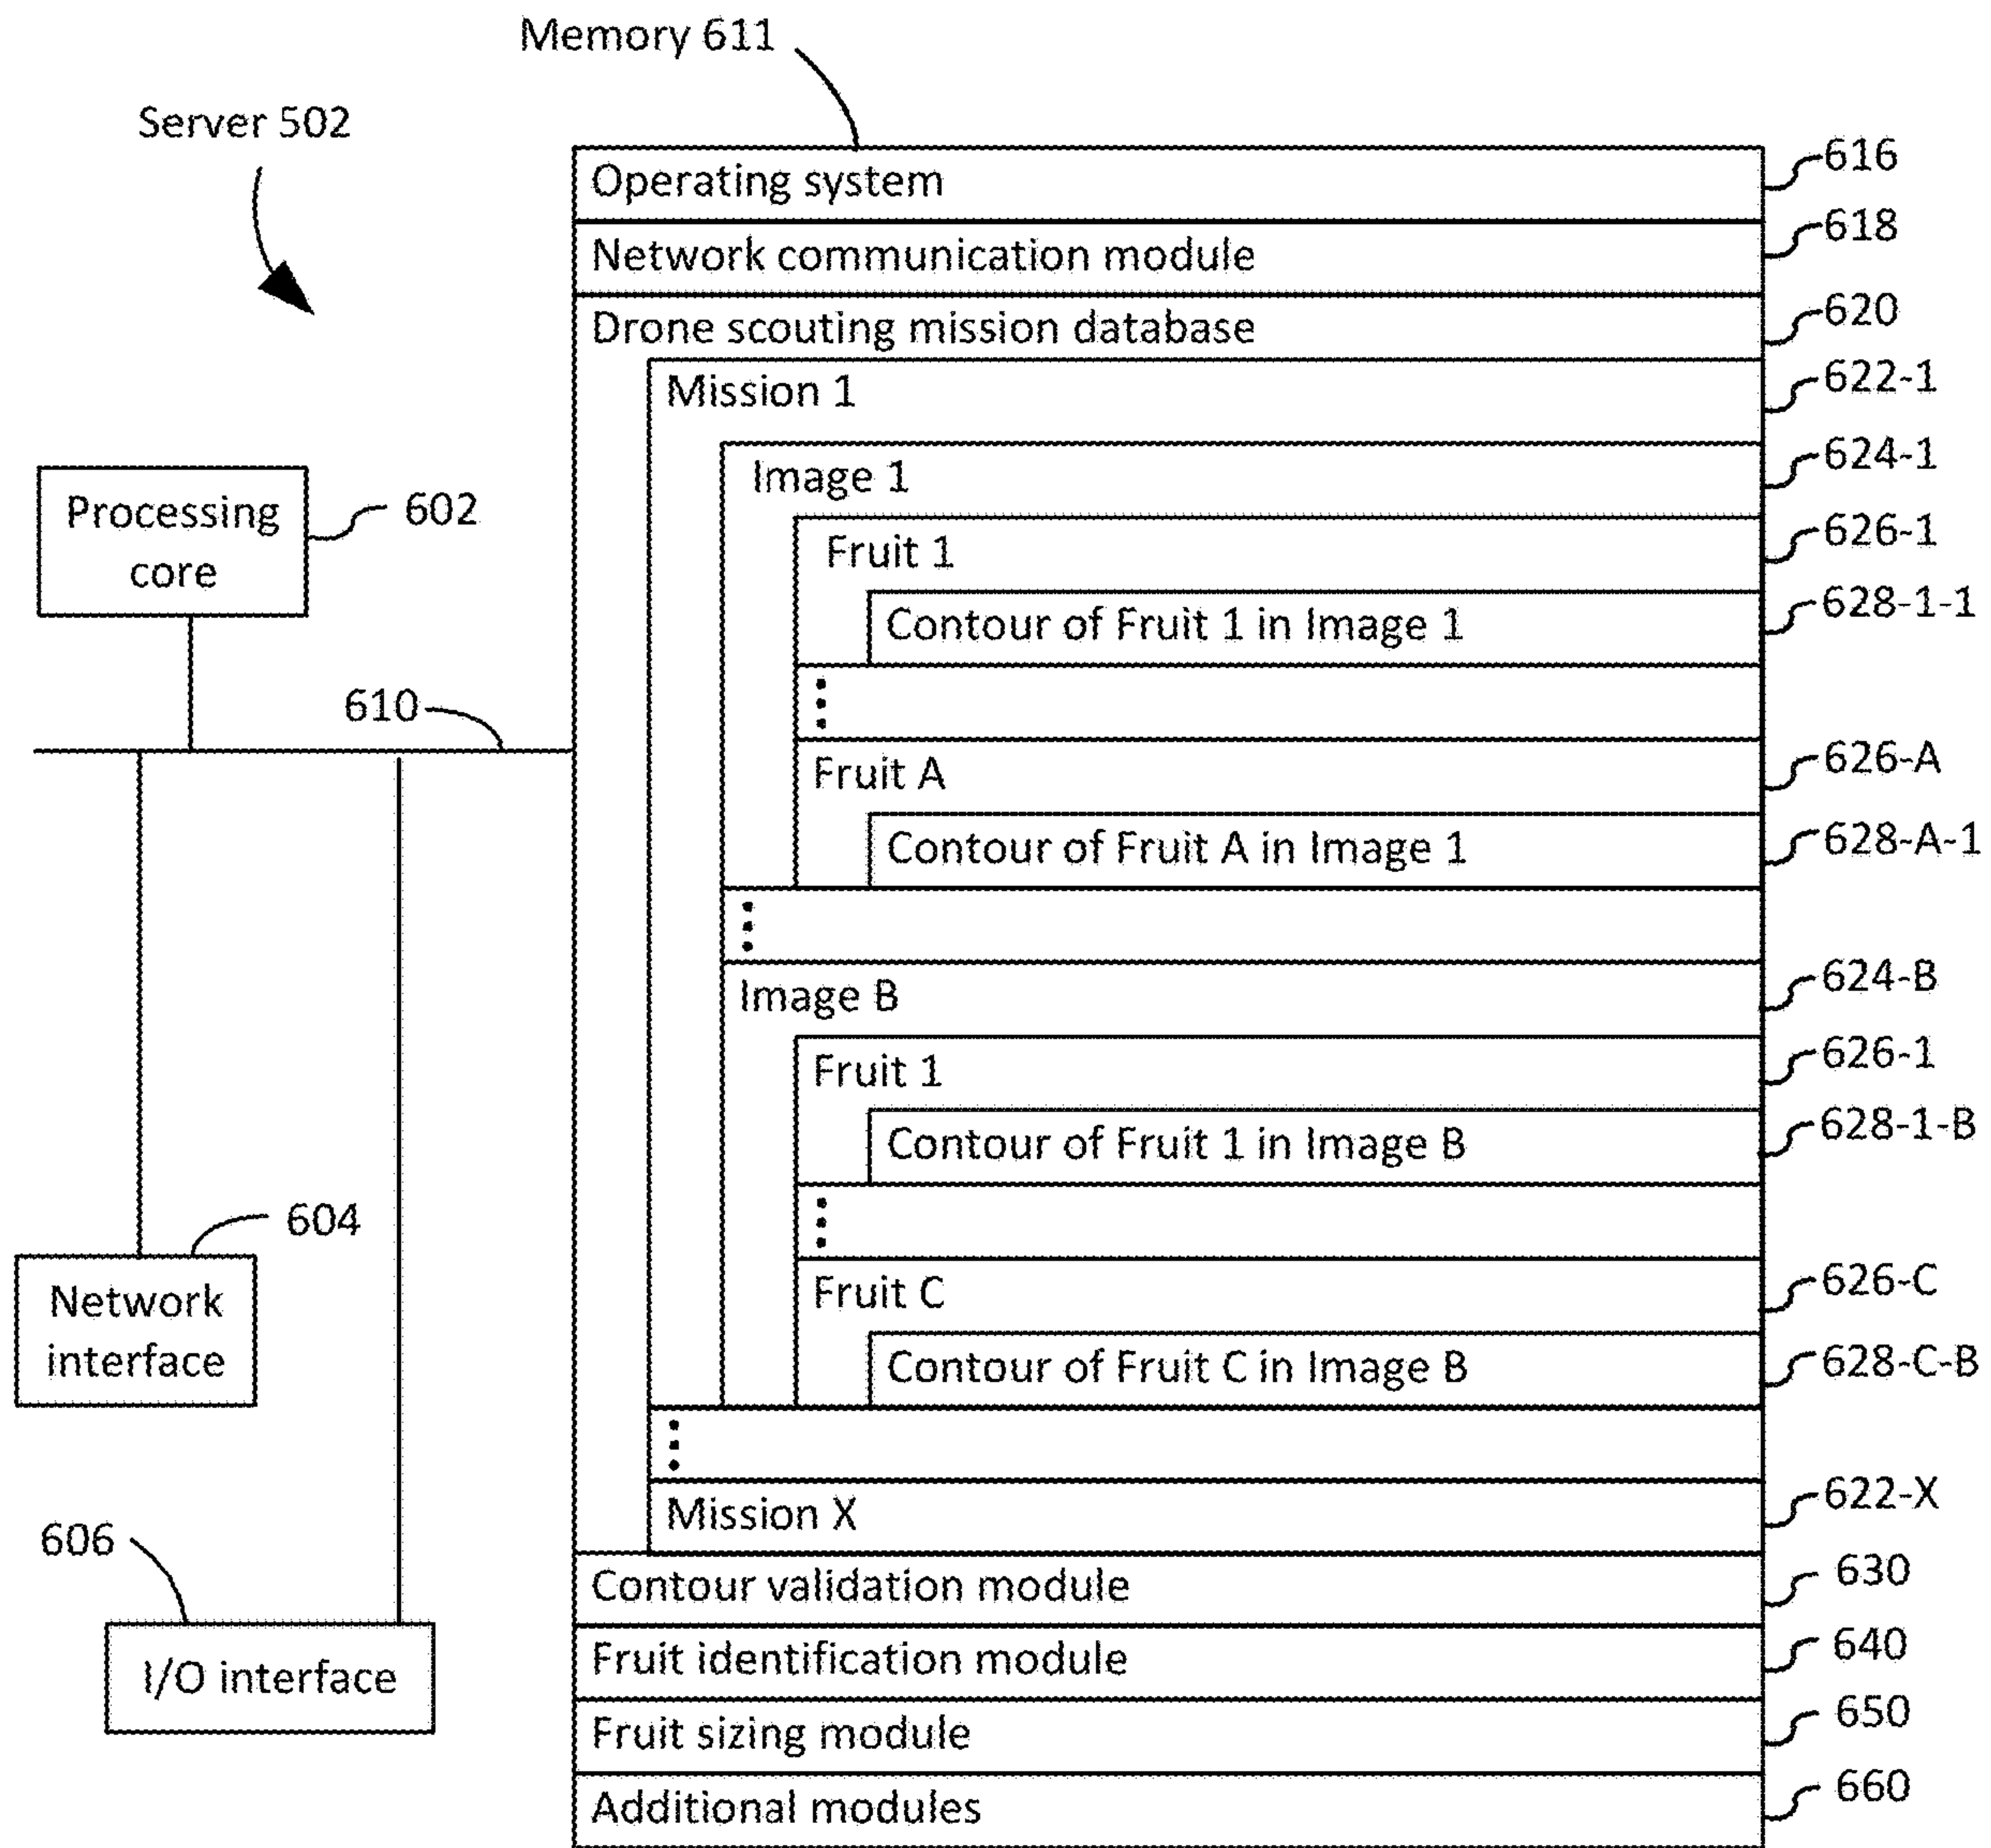 Memory 611
Server 502
Operating system
616
Network communication module
618
Drone scouting mission database
620
Mission 1
622-1
Image 1
624-1
Processing
core
602
Fruit 1
626-1
Contour of Fruit 1 in Image 1
628-1-1
610
Fruit A
626-A
Contour of Fruit A in Image 1
628-A-1
Image B
624-B
Fruit 1
626-1
Contour of Fruit 1 in Image B
628-1-B
604
Network
interface
Fruit C
626-C
Contour of Fruit C in Image B
628-C-B
Mission X
622-X
606
I/O interface
Contour validation module
630
Fruit identification module
640
Fruit sizing module
650
Additional modules
660